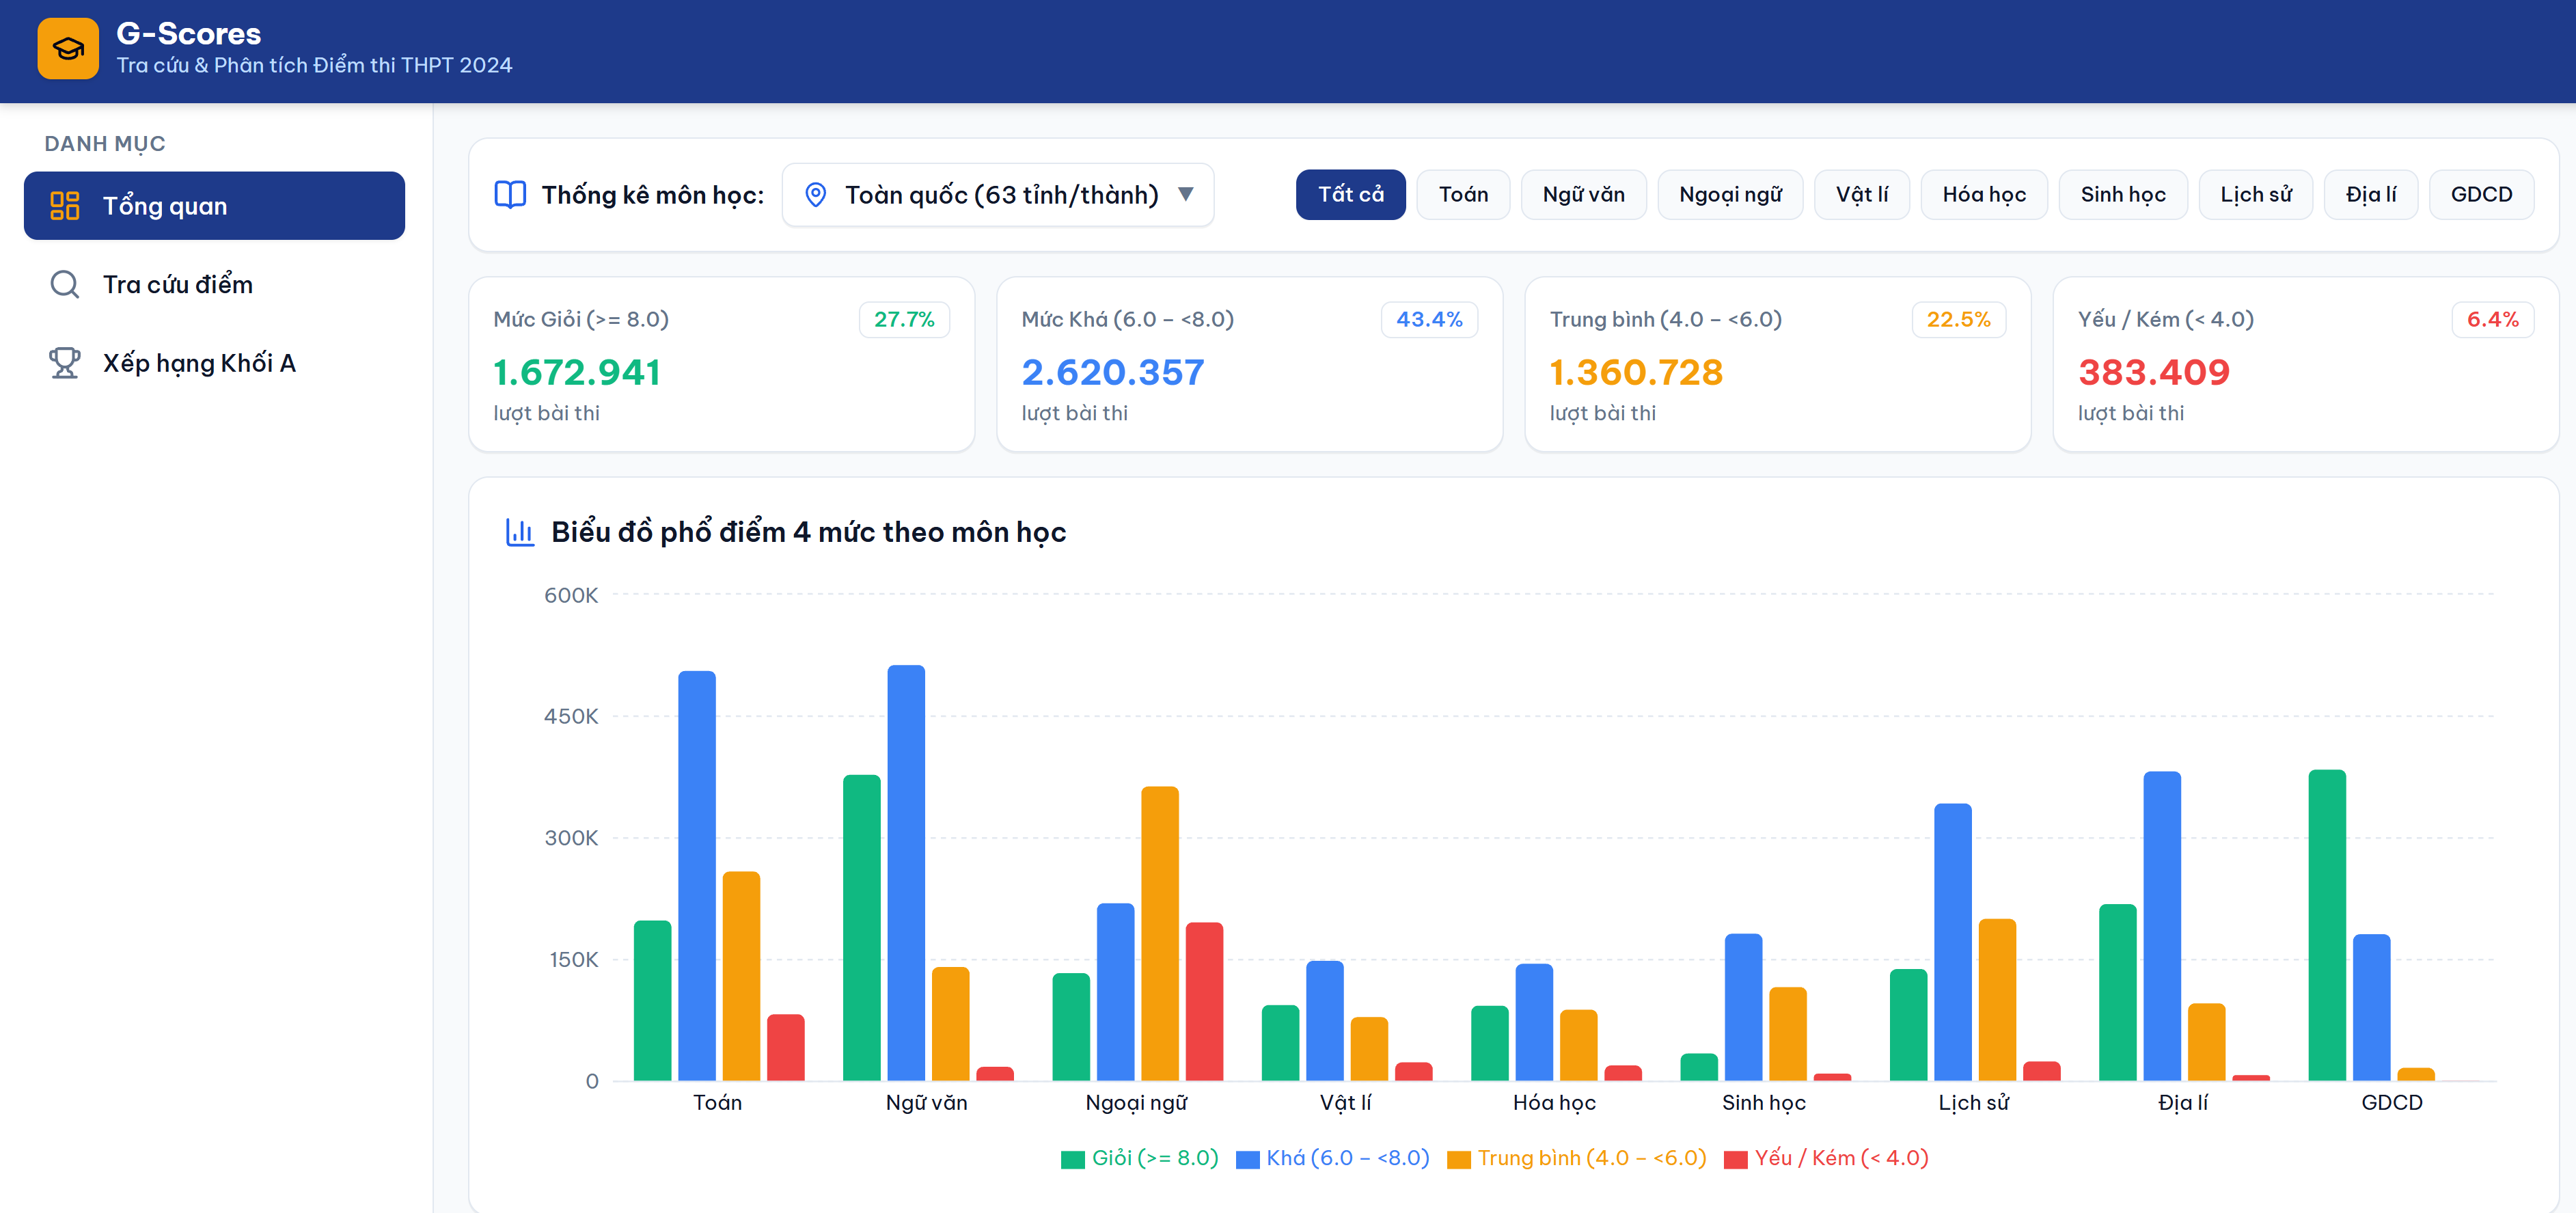 G-Scores
Tra cứu & Phân tích Điểm thi THPT 2024
DANH MỤC
Tổng quan
Tra cứu điểm
Xếp hạng Khối A
Thống kê môn học: Toàn quốc (63 tỉnh/thành) ▼ Tất cả Toán Ngữ văn Ngoại ngữ Vật lí Hóa học Sinh học Lịch sử Địa lí GDCD
Mức Giỏi (>= 8.0) 27.7%
1.672.941
lượt bài thi
Mức Khá (6.0 – <8.0) 43.4%
2.620.357
lượt bài thi
Trung bình (4.0 – <6.0) 22.5%
1.360.728
lượt bài thi
Yếu / Kém (< 4.0) 6.4%
383.409
lượt bài thi
Biểu đồ phổ điểm 4 mức theo môn học
600K
450K
300K
150K
0
Toán Ngữ văn Ngoại ngữ Vật lí Hóa học Sinh học Lịch sử Địa lí GDCD
Giỏi (>= 8.0) Khá (6.0 – <8.0) Trung bình (4.0 – <6.0) Yếu / Kém (< 4.0)